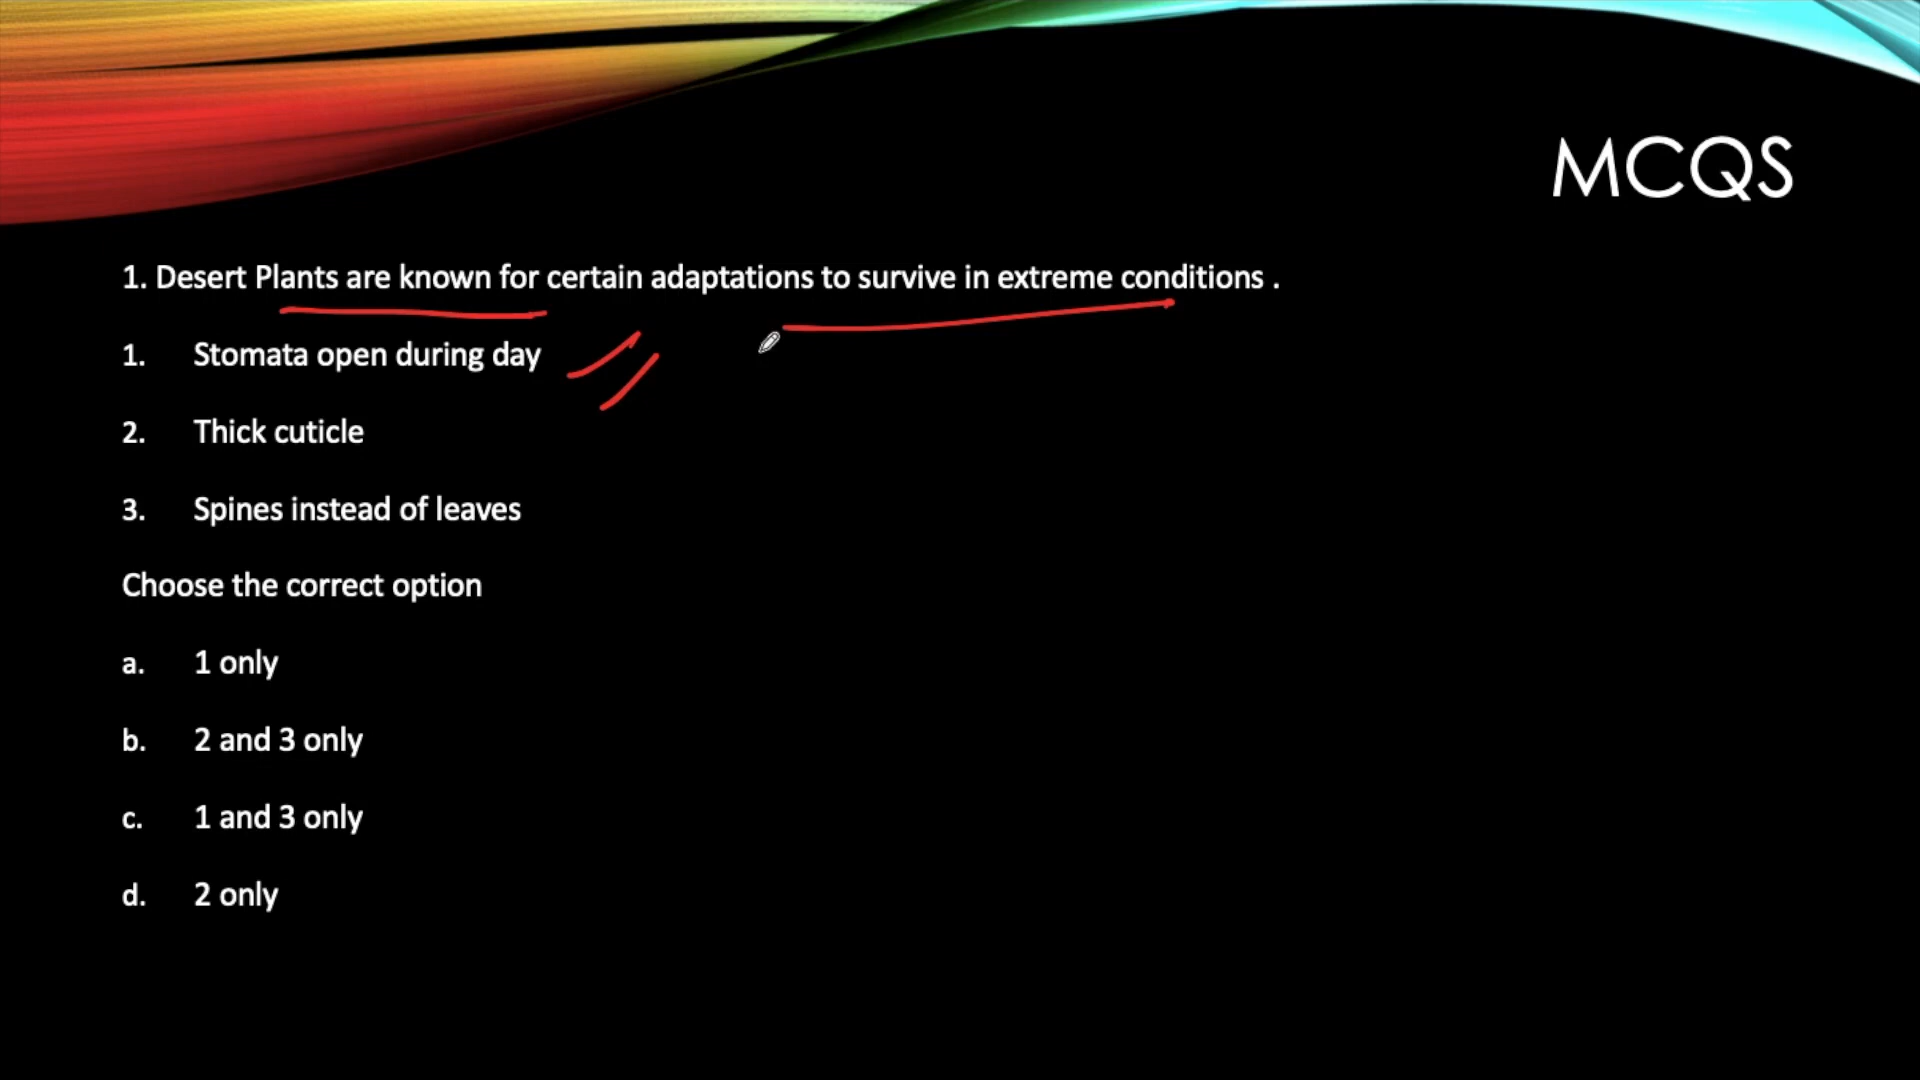 MCQS
1. Desert Plants are known for certain adaptations to survive in extreme conditions .
1. Stomata open during day
2. Thick cuticle
3. Spines instead of leaves
Choose the correct option
a. 1 only
b. 2 and 3 only
c. 1 and 3 only
d. 2 only